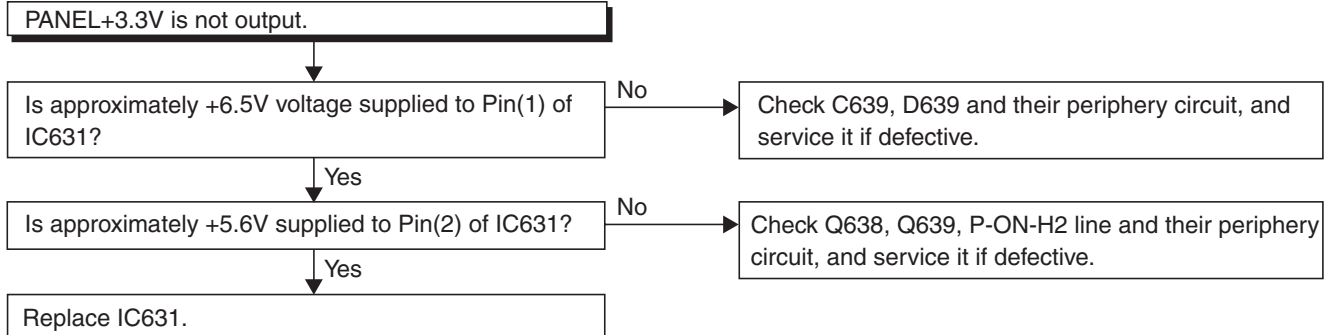 PANEL+3.3V is not output.
Is approximately +6.5V voltage supplied to Pin(1) of
IC631?
No
Check C639, D639 and their periphery circuit, and
service it if defective.
Yes
Is approximately +5.6V supplied to Pin(2) of IC631?
No
Check Q638, Q639, P-ON-H2 line and their periphery
circuit, and service it if defective.
Yes
Replace IC631.